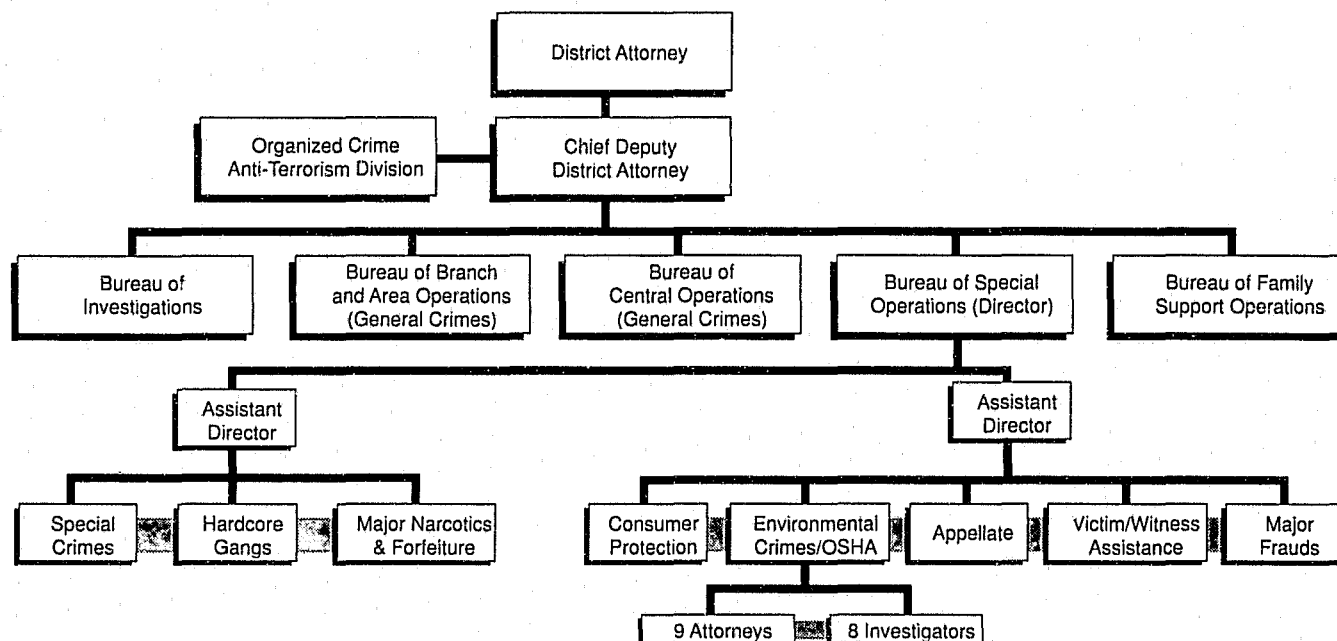 District Attorney
Organized Crime
Anti-Terrorism Division
Chief Deputy
District Attorney
Bureau of
Investigations
Bureau of Branch
and Area Operations
(General Crimes)
Bureau of
Central Operations
(General Crimes)
Bureau of Special
Operations (Director)
Bureau of Family
Support Operations
Assistant
Director
Assistant
Director
Special
Crimes
Hardcore
Gangs
Major Narcotics
& Forfeiture
Consumer
Protection
Environmental
Crimes/OSHA
Appellate
Victim/Witness
Assistance
Major
Frauds
9 Attorneys
8 Investigators